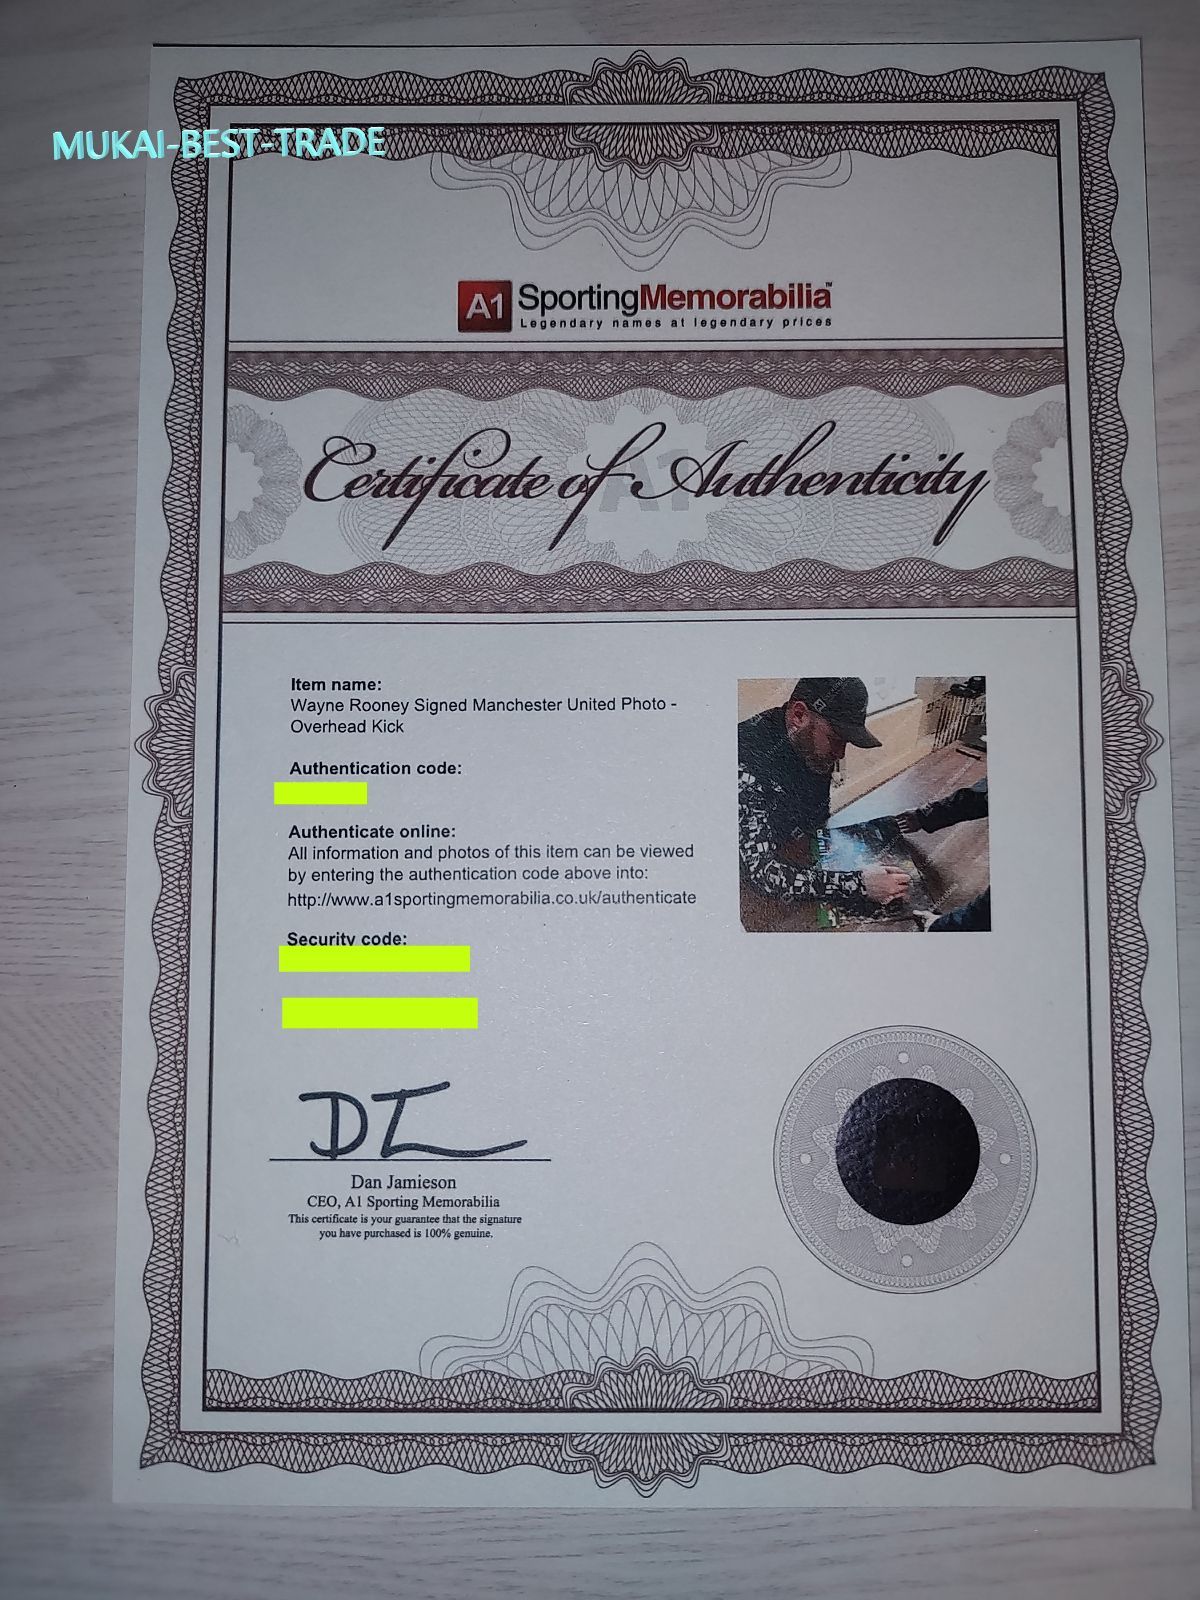 MUKAI-BEST-TRADE
A1 SportingMemorabilia™
Legendary names at legendary prices
Certificate of Authenticity
A1
Item name:
Wayne Rooney Signed Manchester United Photo -
Overhead Kick
Authentication code:
Authenticate online:
All information and photos of this item can be viewed
by entering the authentication code above into:
http://www.a1sportingmemorabilia.co.uk/authenticate
Security code:
Dan Jamieson
CEO, A1 Sporting Memorabilia
This certificate is your guarantee that the signature
you have purchased is 100% genuine.